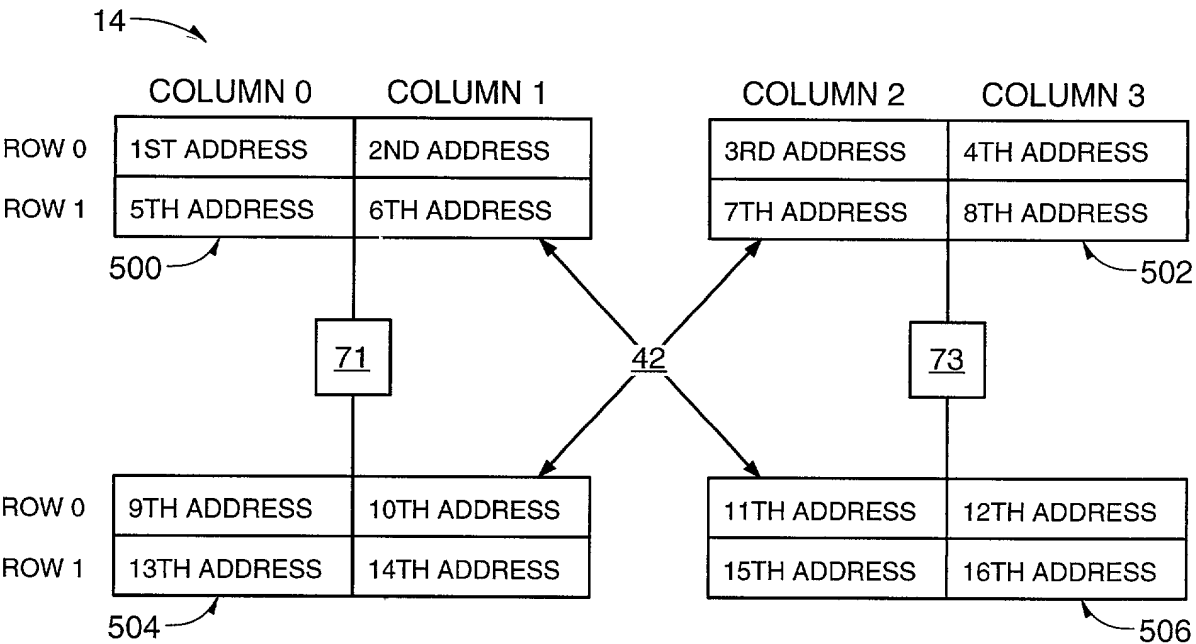 14
COLUMN 0 COLUMN 1 COLUMN 2 COLUMN 3
ROW 0 1ST ADDRESS 2ND ADDRESS 3RD ADDRESS 4TH ADDRESS
ROW 1 5TH ADDRESS 6TH ADDRESS 7TH ADDRESS 8TH ADDRESS
500 502
71 42 73
ROW 0 9TH ADDRESS 10TH ADDRESS 11TH ADDRESS 12TH ADDRESS
ROW 1 13TH ADDRESS 14TH ADDRESS 15TH ADDRESS 16TH ADDRESS
504 506